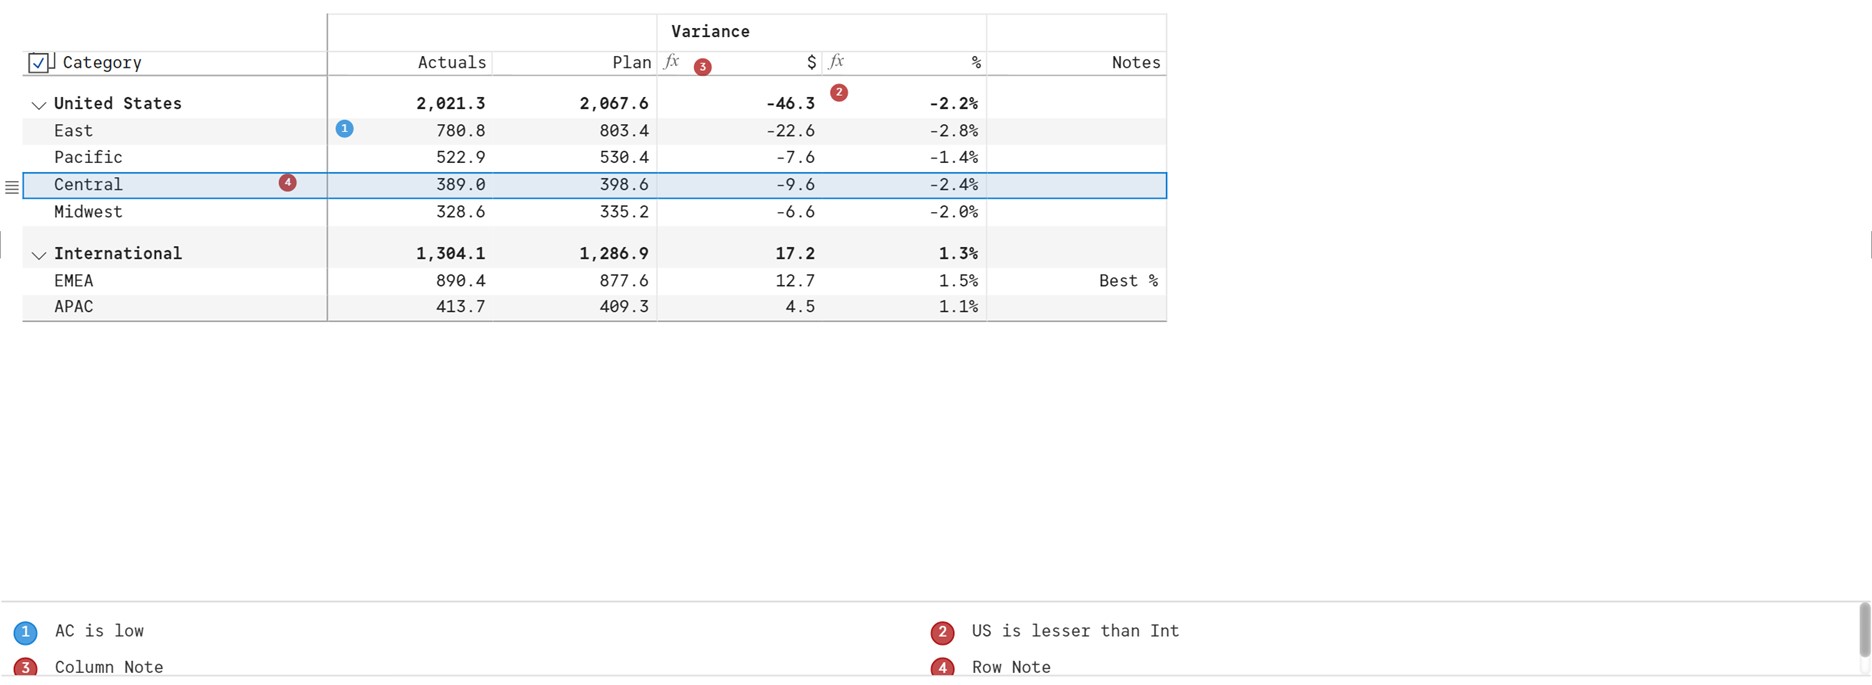 Variance
Category Actuals Plan fx 3 $ fx % Notes
United States 2,021.3 2,067.6 -46.3 2 -2.2%
East 1 780.8 803.4 -22.6 -2.8%
Pacific 522.9 530.4 -7.6 -1.4%
Central 4 389.0 398.6 -9.6 -2.4%
Midwest 328.6 335.2 -6.6 -2.0%
International 1,304.1 1,286.9 17.2 1.3%
EMEA 890.4 877.6 12.7 1.5% Best %
APAC 413.7 409.3 4.5 1.1%
1 AC is low 2 US is lesser than Int
3 Column Note 4 Row Note